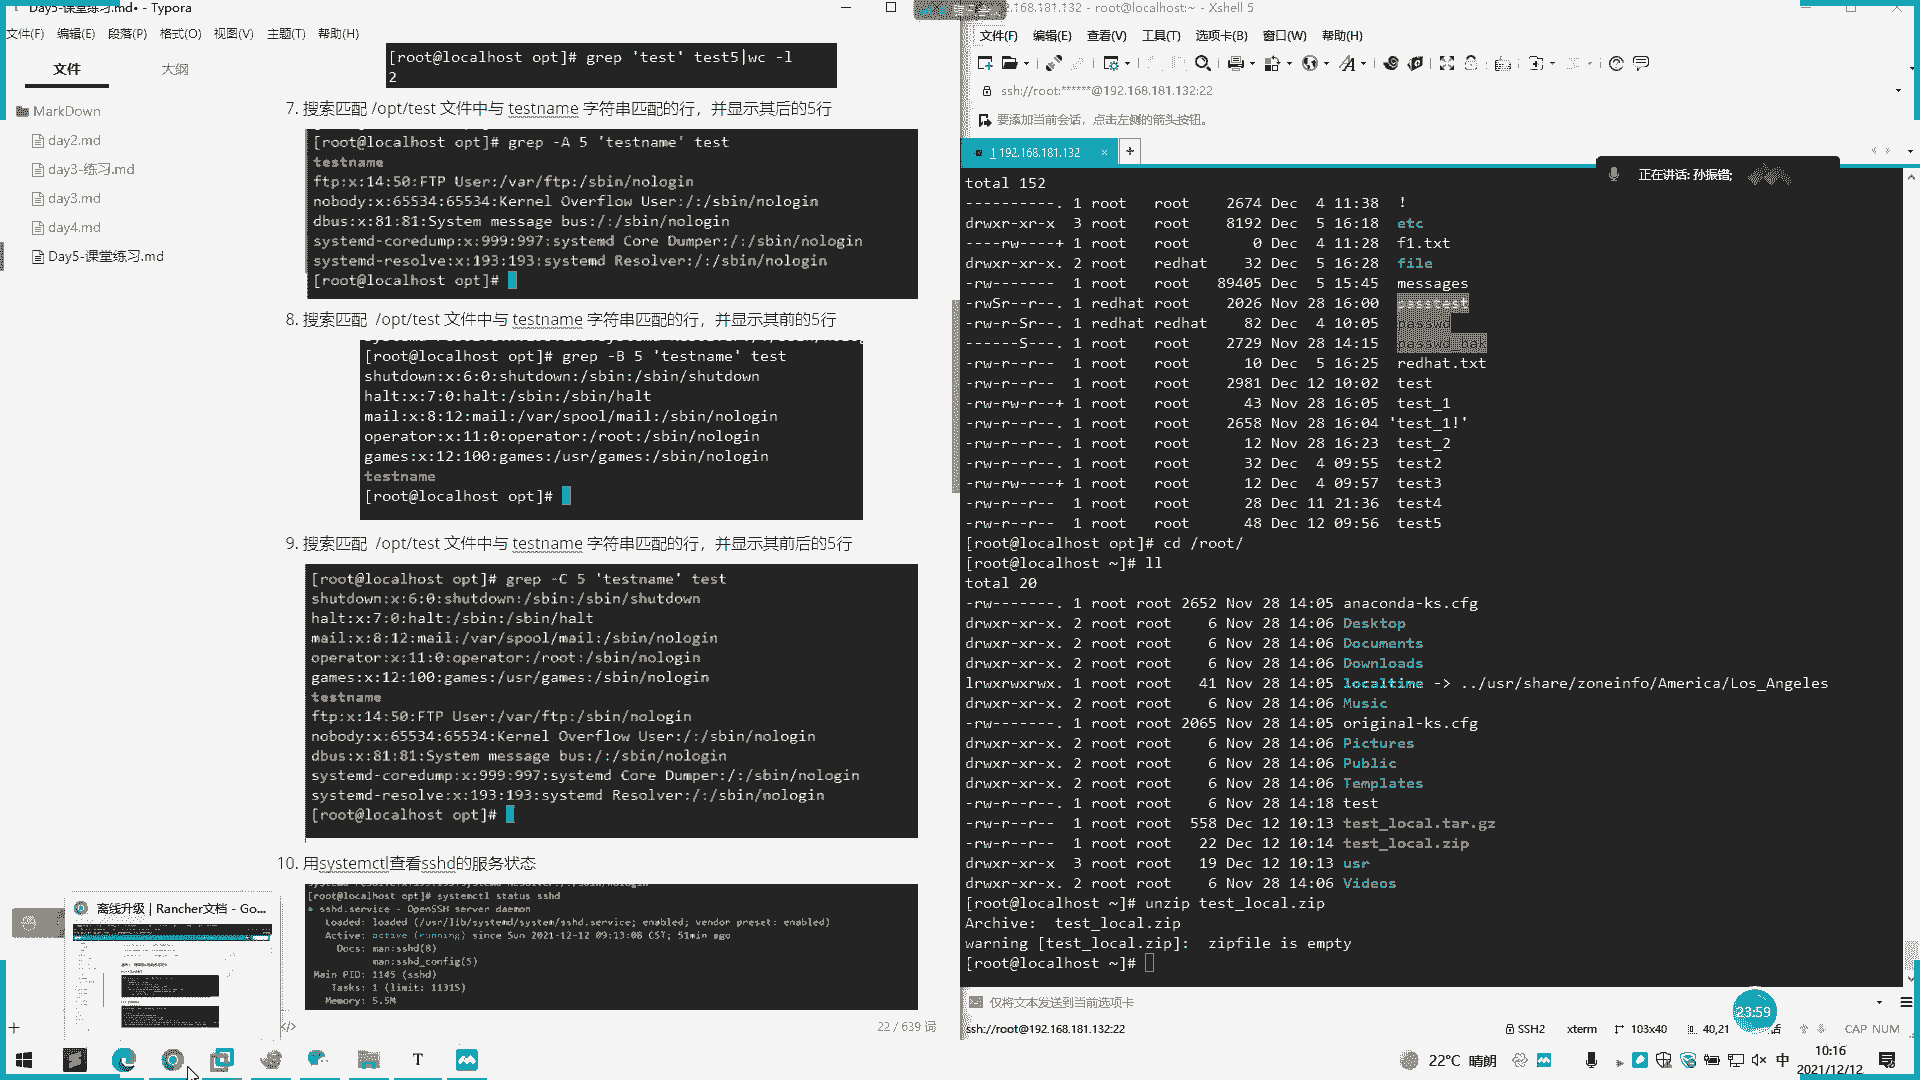 Day5-课堂练习.md• - Typora
文件(F) 编辑(E) 段落(P) 格式(O) 视图(V) 主题(T) 帮助(H)
文件 大纲
MarkDown
day2.md
day3-练习.md
day3.md
day4.md
Day5-课堂练习.md
[root@localhost opt]# grep 'test' test5|wc -l
2
7. 搜索匹配 /opt/test 文件中与 testname 字符串匹配的行，并显示其后的5行
[root@localhost opt]# grep -A 5 'testname' test
testname
ftp:x:14:50:FTP User:/var/ftp:/sbin/nologin
nobody:x:65534:65534:Kernel Overflow User:/:/sbin/nologin
dbus:x:81:81:System message bus:/:/sbin/nologin
systemd-coredump:x:999:997:systemd Core Dumper:/:/sbin/nologin
systemd-resolve:x:193:193:systemd Resolver:/:/sbin/nologin
[root@localhost opt]#
8. 搜索匹配 /opt/test 文件中与 testname 字符串匹配的行，并显示其前的5行
[root@localhost opt]# grep -B 5 'testname' test
shutdown:x:6:0:shutdown:/sbin:/sbin/shutdown
halt:x:7:0:halt:/sbin:/sbin/halt
mail:x:8:12:mail:/var/spool/mail:/sbin/nologin
operator:x:11:0:operator:/root:/sbin/nologin
games:x:12:100:games:/usr/games:/sbin/nologin
testname
[root@localhost opt]#
9. 搜索匹配 /opt/test 文件中与 testname 字符串匹配的行，并显示其前后的5行
[root@localhost opt]# grep -C 5 'testname' test
shutdown:x:6:0:shutdown:/sbin:/sbin/shutdown
halt:x:7:0:halt:/sbin:/sbin/halt
mail:x:8:12:mail:/var/spool/mail:/sbin/nologin
operator:x:11:0:operator:/root:/sbin/nologin
games:x:12:100:games:/usr/games:/sbin/nologin
testname
ftp:x:14:50:FTP User:/var/ftp:/sbin/nologin
nobody:x:65534:65534:Kernel Overflow User:/:/sbin/nologin
dbus:x:81:81:System message bus:/:/sbin/nologin
systemd-coredump:x:999:997:systemd Core Dumper:/:/sbin/nologin
systemd-resolve:x:193:193:systemd Resolver:/:/sbin/nologin
[root@localhost opt]#
10. 用systemctl查看sshd的服务状态
[root@localhost opt]# systemctl status sshd
● sshd.service - OpenSSH server daemon
Loaded: loaded (/usr/lib/systemd/system/sshd.service; enabled; vendor preset: enabled)
Active: active (running) since Sun 2021-12-12 09:13:08 CST; 51min ago
Docs: man:sshd(8)
man:sshd_config(5)
Main PID: 1145 (sshd)
Tasks: 1 (limit: 11315)
Memory: 5.5M
离线升级 | Rancher文档 - Go...
22 / 639 词
192.168.181.132 - root@localhost:~ - Xshell 5
文件(F) 编辑(E) 查看(V) 工具(T) 选项卡(B) 窗口(W) 帮助(H)
ssh://root:******@192.168.181.132:22
要添加当前会话，点击左侧的箭头按钮。
1 192.168.181.132
正在讲话: 孙振锴;
total 152
----------. 1 root root 2674 Dec 4 11:38 !
drwxr-xr-x 3 root root 8192 Dec 5 16:18 etc
----rw----+ 1 root root 0 Dec 4 11:28 f1.txt
drwxr-xr-x. 2 root redhat 32 Dec 5 16:28 file
-rw------- 1 root root 89405 Dec 5 15:45 messages
-rwSr--r--. 1 redhat root 2026 Nov 28 16:00 passtest
-rw-r-Sr--. 1 redhat redhat 82 Dec 4 10:05 passwd
------S---. 1 root root 2729 Nov 28 14:15 passwd_bak
-rw-r--r-- 1 root root 10 Dec 5 16:25 redhat.txt
-rw-r--r-- 1 root root 2981 Dec 12 10:02 test
-rw-rw-r--+ 1 root root 43 Nov 28 16:05 test_1
-rw-r--r--. 1 root root 2658 Nov 28 16:04 'test_1!'
-rw-r--r--. 1 root root 12 Nov 28 16:23 test_2
-rw-r--r--. 1 root root 32 Dec 4 09:55 test2
-rw-rw----+ 1 root root 12 Dec 4 09:57 test3
-rw-r--r-- 1 root root 28 Dec 11 21:36 test4
-rw-r--r-- 1 root root 48 Dec 12 09:56 test5
[root@localhost opt]# cd /root/
[root@localhost ~]# ll
total 20
-rw-------. 1 root root 2652 Nov 28 14:05 anaconda-ks.cfg
drwxr-xr-x. 2 root root 6 Nov 28 14:06 Desktop
drwxr-xr-x. 2 root root 6 Nov 28 14:06 Documents
drwxr-xr-x. 2 root root 6 Nov 28 14:06 Downloads
lrwxrwxrwx. 1 root root 41 Nov 28 14:05 localtime -> ../usr/share/zoneinfo/America/Los_Angeles
drwxr-xr-x. 2 root root 6 Nov 28 14:06 Music
-rw-------. 1 root root 2065 Nov 28 14:05 original-ks.cfg
drwxr-xr-x. 2 root root 6 Nov 28 14:06 Pictures
drwxr-xr-x. 2 root root 6 Nov 28 14:06 Public
drwxr-xr-x. 2 root root 6 Nov 28 14:06 Templates
-rw-r--r--. 1 root root 6 Nov 28 14:18 test
-rw-r--r-- 1 root root 558 Dec 12 10:13 test_local.tar.gz
-rw-r--r-- 1 root root 22 Dec 12 10:14 test_local.zip
drwxr-xr-x 3 root root 19 Dec 12 10:13 usr
drwxr-xr-x. 2 root root 6 Nov 28 14:06 Videos
[root@localhost ~]# unzip test_local.zip
Archive: test_local.zip
warning [test_local.zip]: zipfile is empty
[root@localhost ~]#
仅将文本发送到当前选项卡
23:59
ssh://root@192.168.181.132:22 SSH2 xterm 103x40 40,21 CAP NUM
22°C 晴朗 中 10:16
2021/12/12